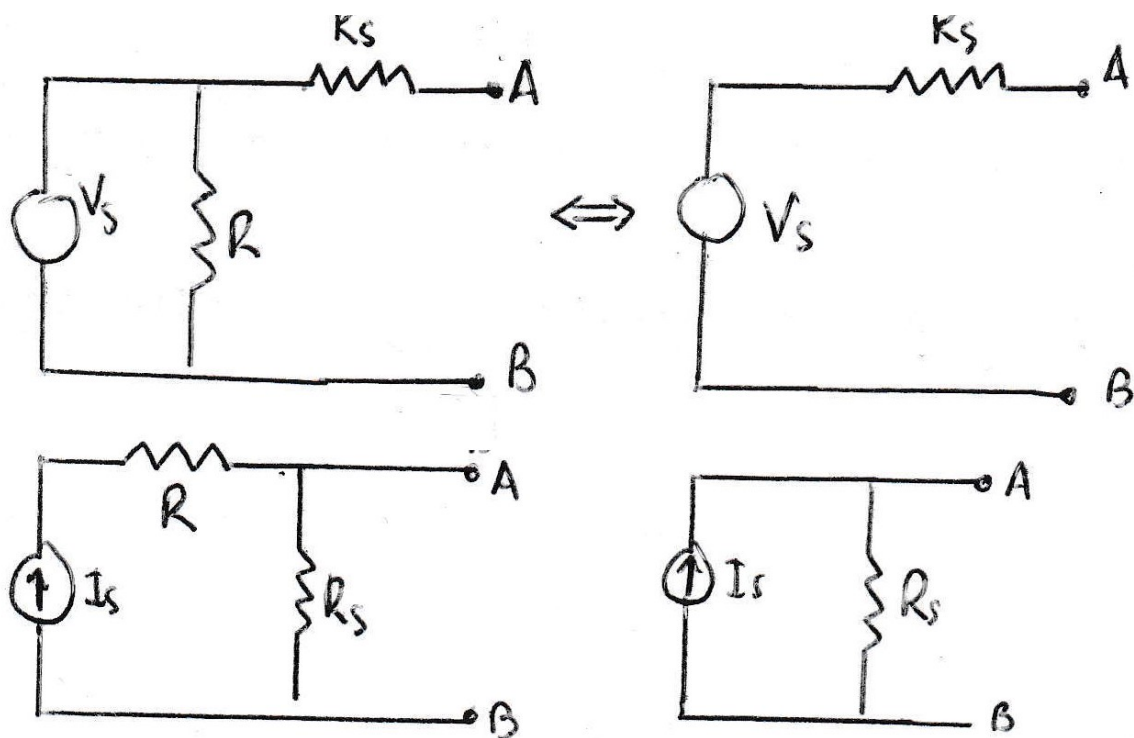 Rs Rs
A A
Vs R ⇔ Vs
B B
R A A
Is Rs Is Rs
B B